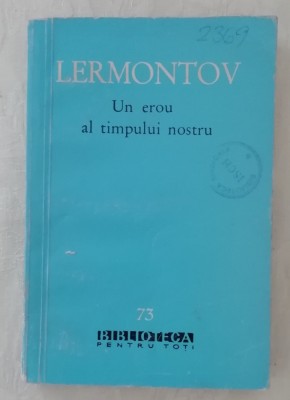 2369
LERMONTOV
Un erou
al timpului nostru
73
BIBLIOTECA
PENTRU TOȚI